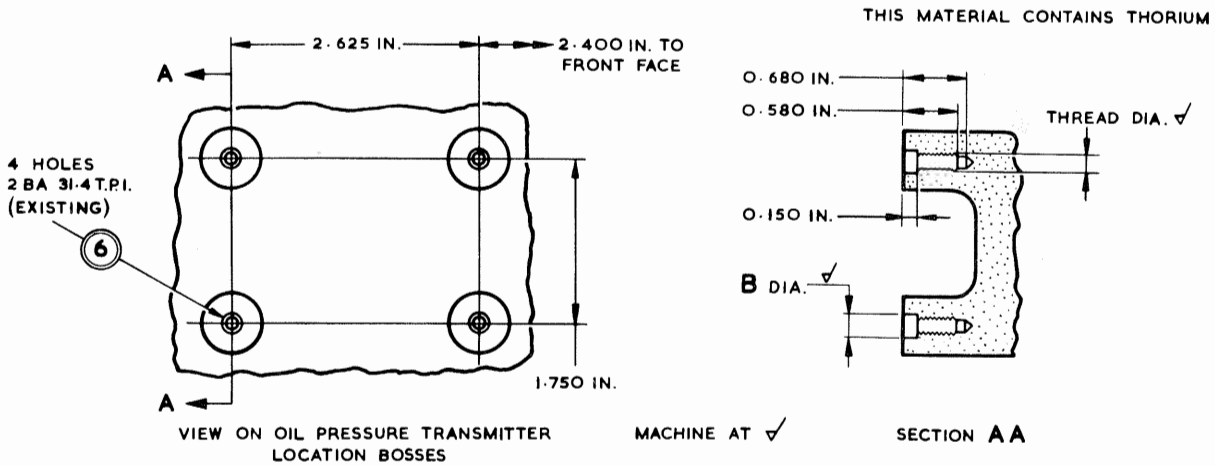 THIS MATERIAL CONTAINS THORIUM
2·625 IN.
2·400 IN. TO
FRONT FACE
A
4 HOLES
2 BA 31·4 T.P.I.
(EXISTING)
6
1·750 IN.
A
VIEW ON OIL PRESSURE TRANSMITTER
LOCATION BOSSES
MACHINE AT √
0·680 IN.
0·580 IN.
THREAD DIA. √
0·150 IN.
B DIA. √
SECTION AA